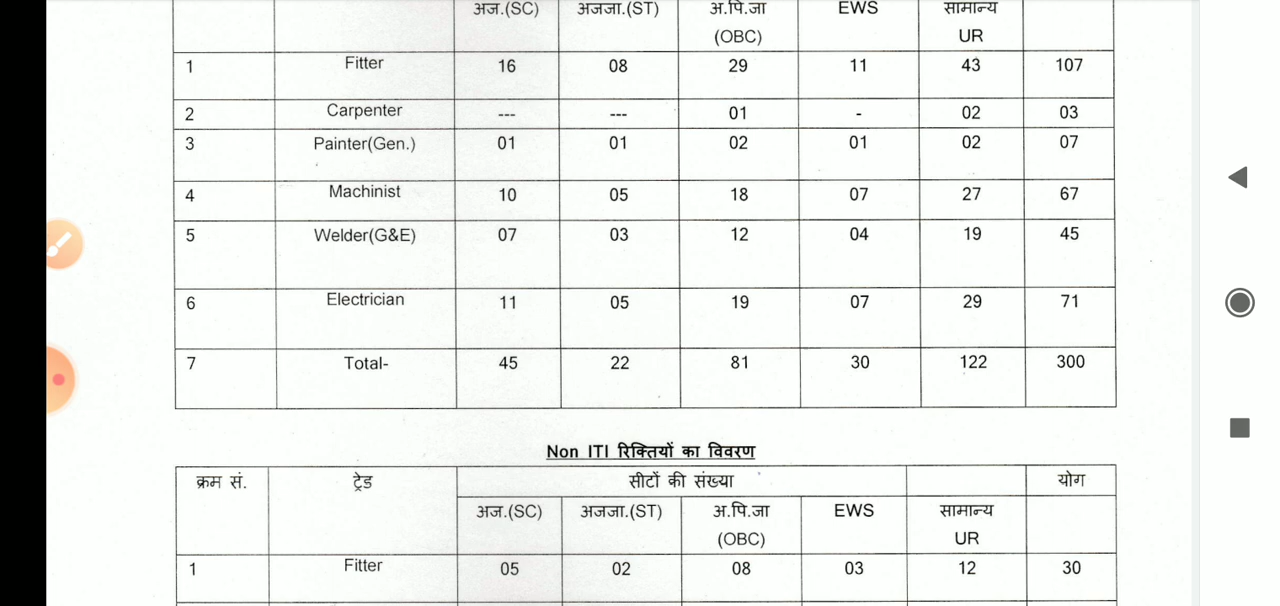 अज.(SC) अजजा.(ST) अ.पि.जा EWS सामान्य
(OBC) UR
1 Fitter 16 08 29 11 43 107
2 Carpenter --- --- 01 - 02 03
3 Painter(Gen.) 01 01 02 01 02 07
4 Machinist 10 05 18 07 27 67
5 Welder(G&E) 07 03 12 04 19 45
6 Electrician 11 05 19 07 29 71
7 Total- 45 22 81 30 122 300
Non ITI रिक्तियों का विवरण
क्रम सं. ट्रेड सीटों की संख्या योग
अज.(SC) अजजा.(ST) अ.पि.जा EWS सामान्य
(OBC) UR
1 Fitter 05 02 08 03 12 30